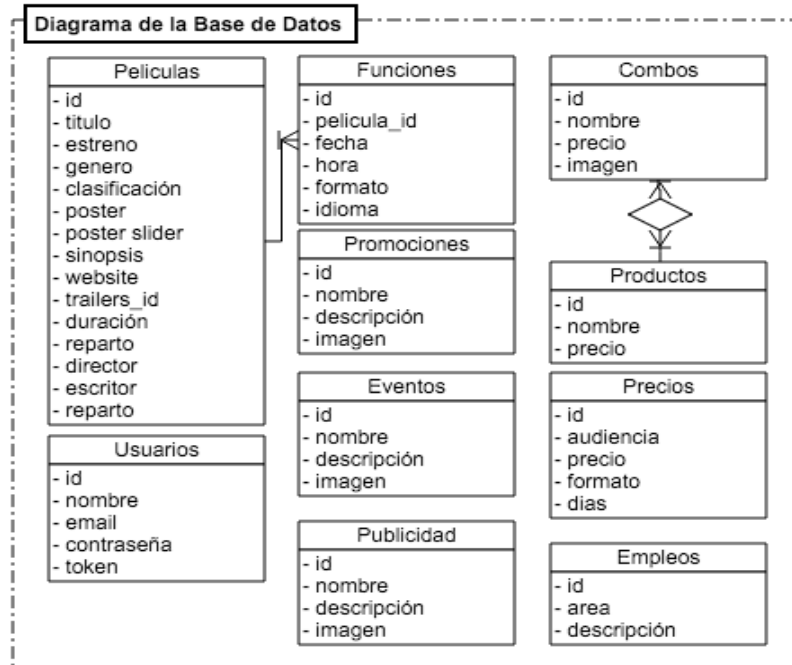 Diagrama de la Base de Datos
Peliculas
- id
- titulo
- estreno
- genero
- clasificación
- poster
- poster slider
- sinopsis
- website
- trailers_id
- duración
- reparto
- director
- escritor
- reparto
Usuarios
- id
- nombre
- email
- contraseña
- token
Funciones
- id
- pelicula_id
- fecha
- hora
- formato
- idioma
Promociones
- id
- nombre
- descripción
- imagen
Eventos
- id
- nombre
- descripción
- imagen
Publicidad
- id
- nombre
- descripción
- imagen
Combos
- id
- nombre
- precio
- imagen
Productos
- id
- nombre
- precio
Precios
- id
- audiencia
- precio
- formato
- dias
Empleos
- id
- area
- descripción